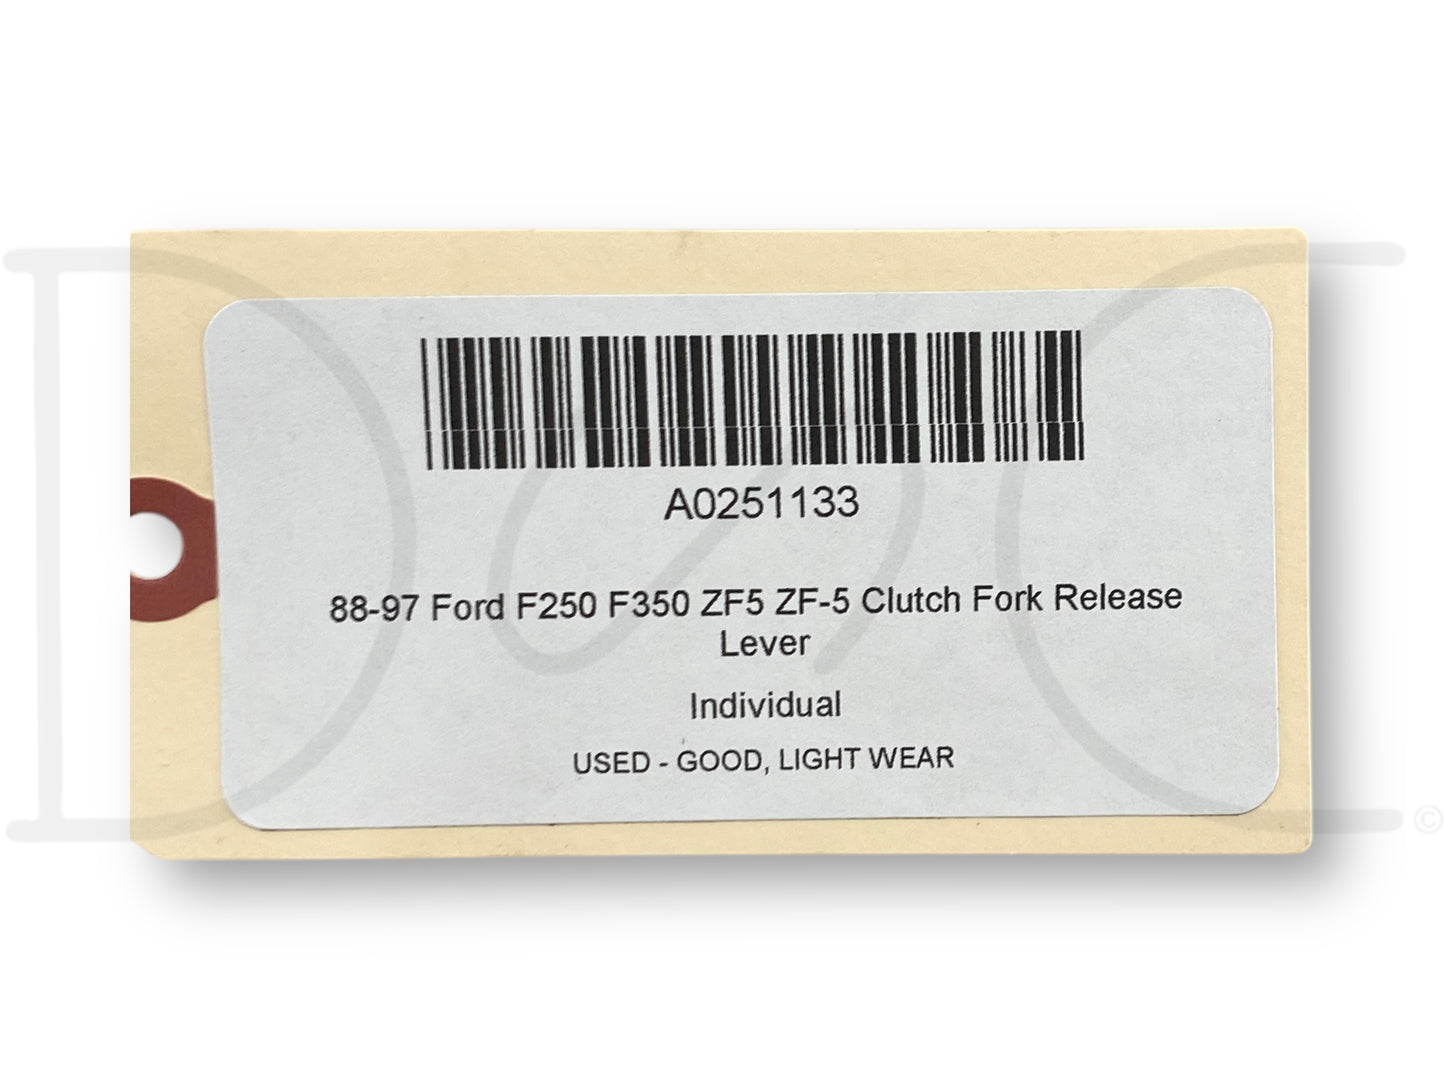 A0251133
88-97 Ford F250 F350 ZF5 ZF-5 Clutch Fork Release
Lever
Individual
USED - GOOD, LIGHT WEAR
©